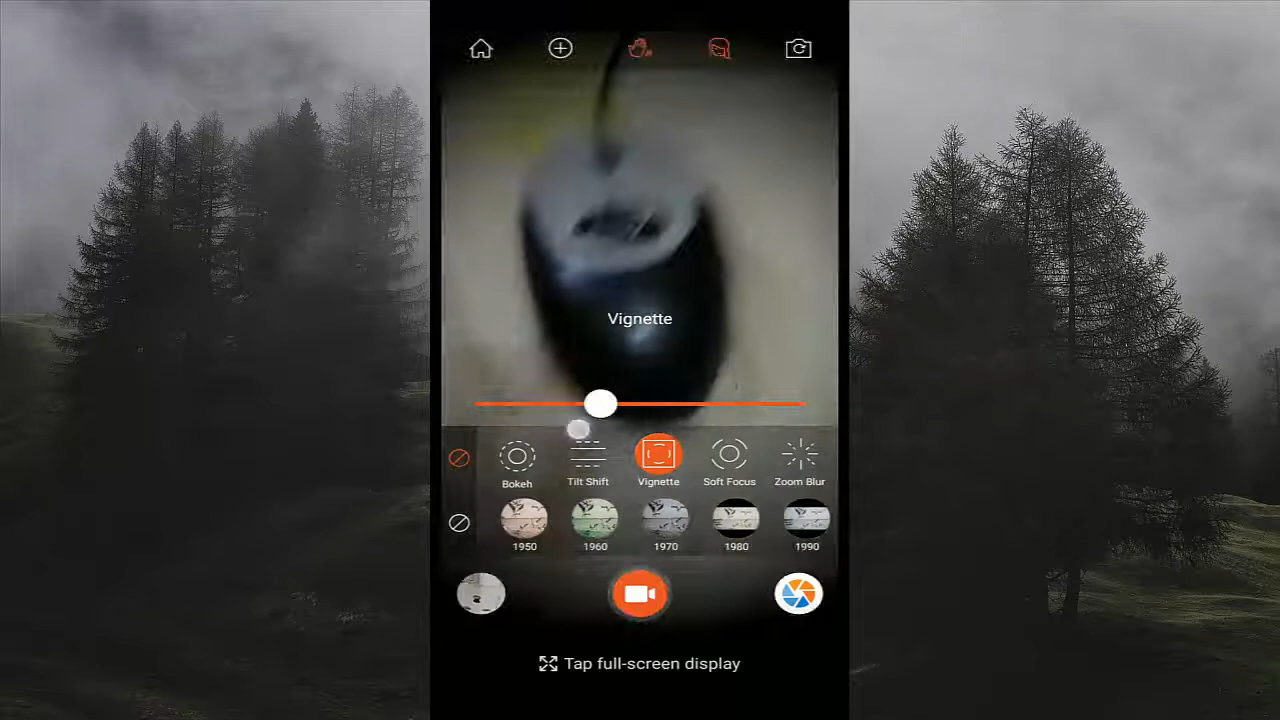 Vignette
Bokeh Tilt Shift Vignette Soft Focus Zoom Blur
1950 1960 1970 1980 1990
Tap full-screen display